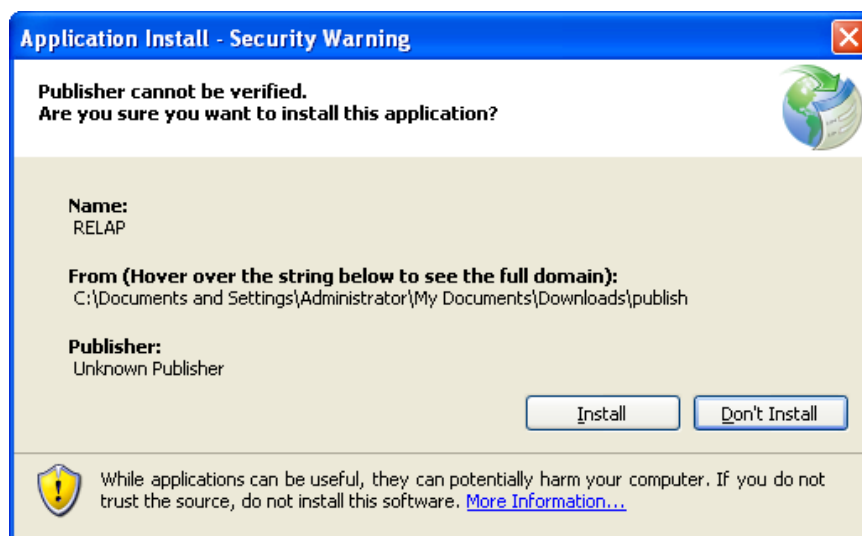 Application Install - Security Warning
Publisher cannot be verified.
Are you sure you want to install this application?
Name:
RELAP
From (Hover over the string below to see the full domain):
C:\Documents and Settings\Administrator\My Documents\Downloads\publish
Publisher:
Unknown Publisher
Install
Don't Install
While applications can be useful, they can potentially harm your computer. If you do not
trust the source, do not install this software. More Information...